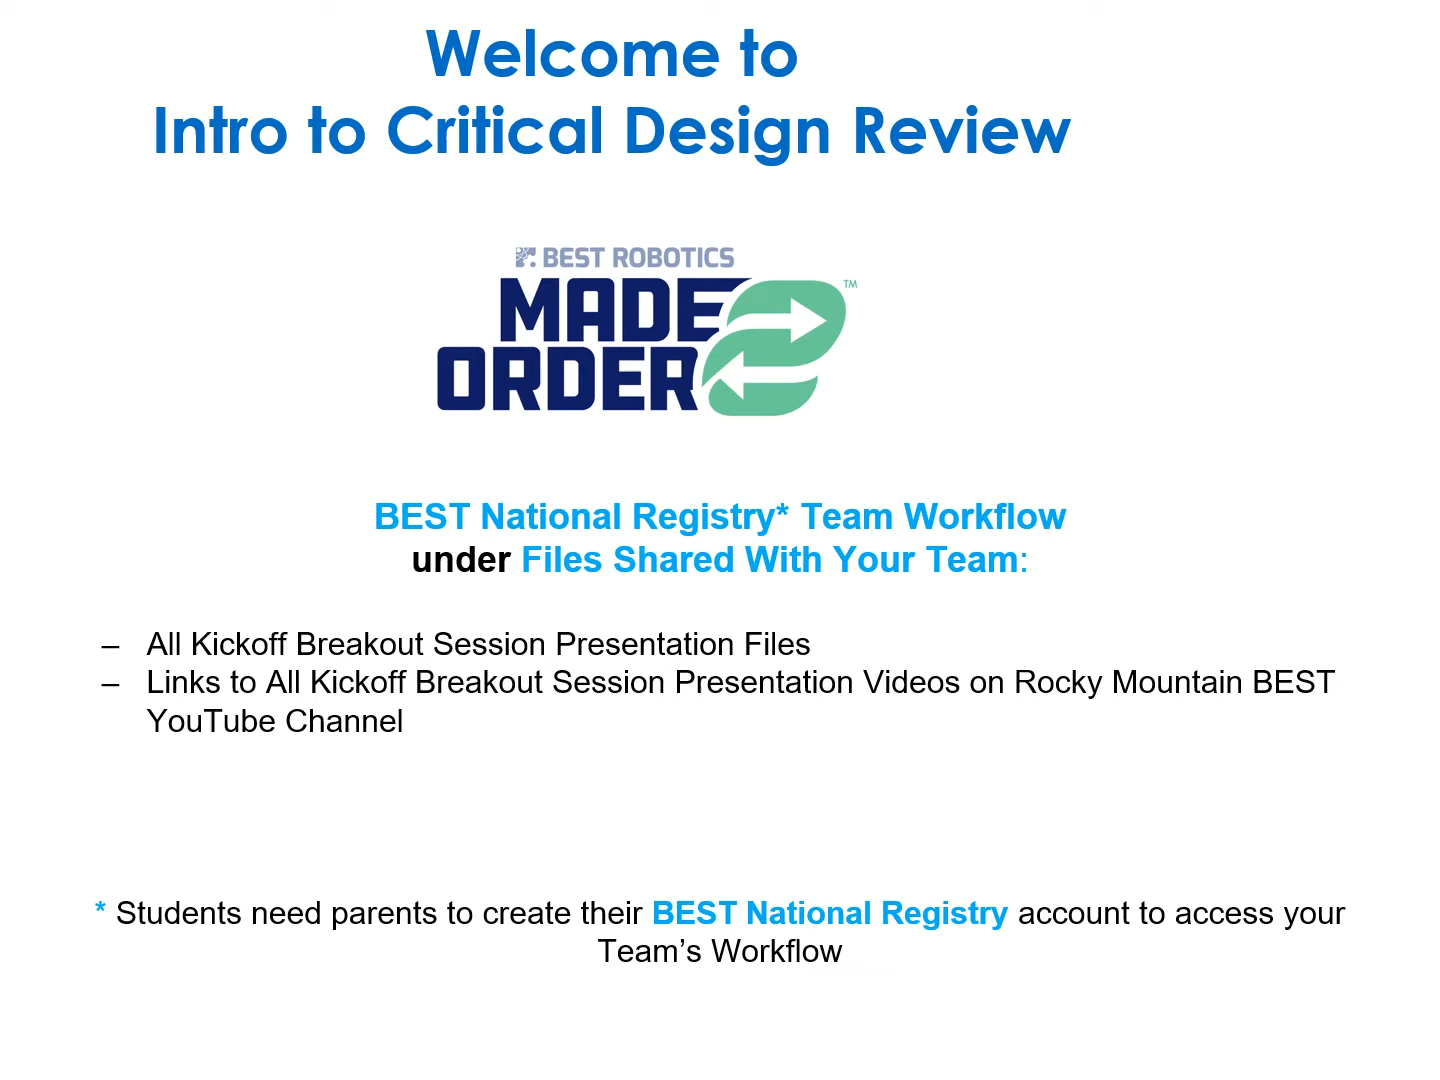 Welcome to
Intro to Critical Design Review
BEST ROBOTICS
MADE
™
ORDER
BEST National Registry* Team Workflow
under Files Shared With Your Team:
– All Kickoff Breakout Session Presentation Files
– Links to All Kickoff Breakout Session Presentation Videos on Rocky Mountain BEST
YouTube Channel
* Students need parents to create their BEST National Registry account to access your
Team’s Workflow